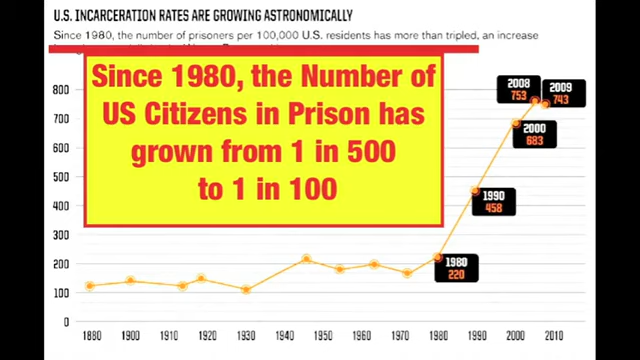 U.S. INCARCERATION RATES ARE GROWING ASTRONOMICALLY
Since 1980, the number of prisoners per 100,000 U.S. residents has more than tripled, an increase
Since 1980, the Number of
US Citizens in Prison has
grown from 1 in 500
to 1 in 100
800
700
600
500
400
300
200
100
0
2008
753
2009
743
2000
683
1990
458
1980
220
1880 1900 1910 1920 1930 1940 1950 1960 1970 1980 1990 2000 2010